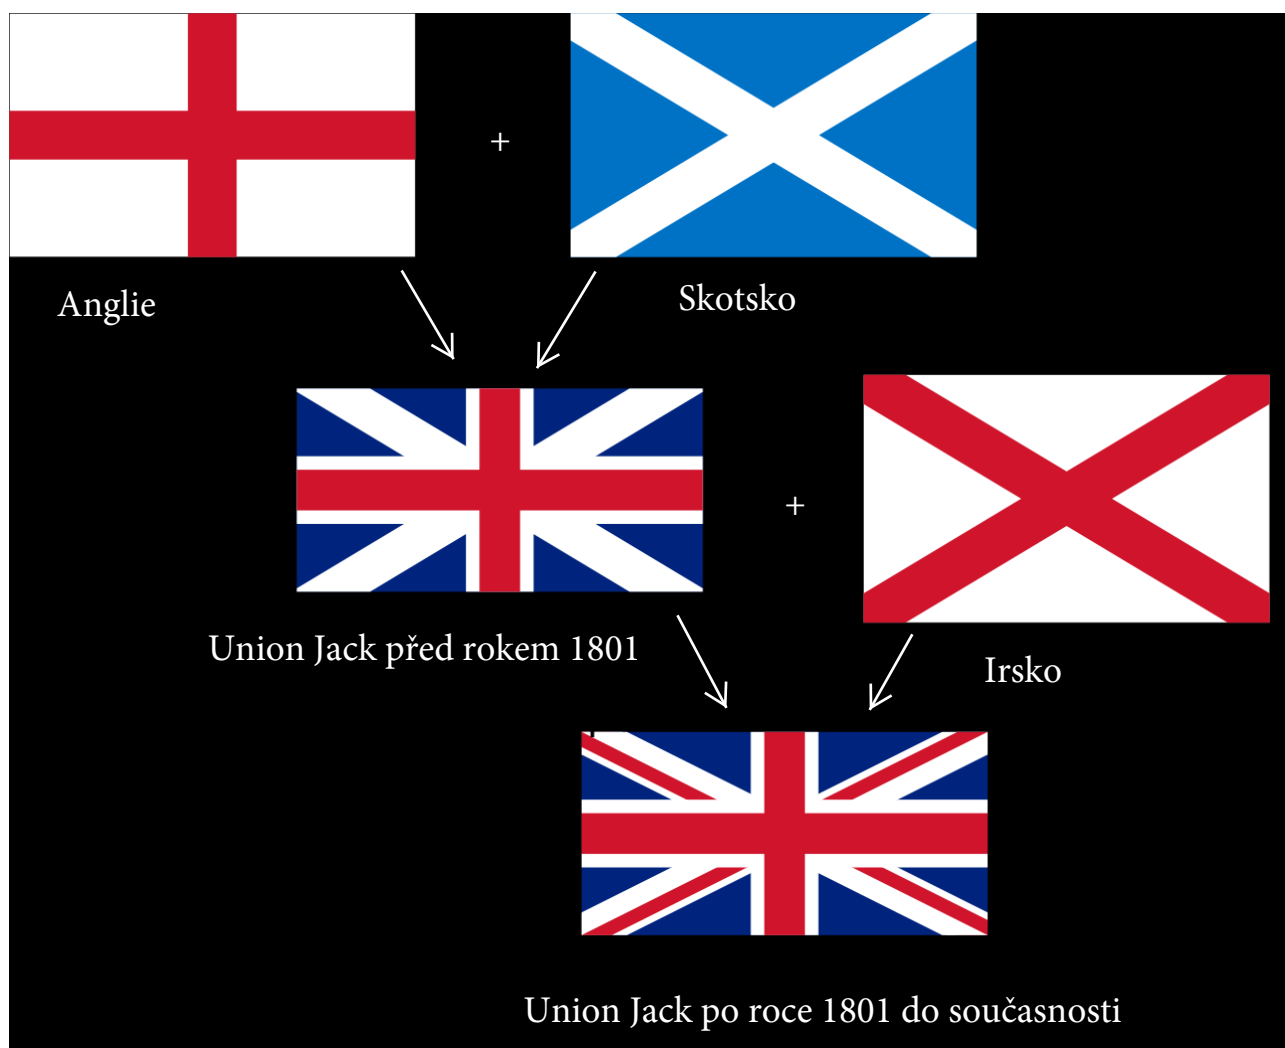 +
Anglie
Skotsko
+
Union Jack před rokem 1801
Irsko
Union Jack po roce 1801 do současnosti